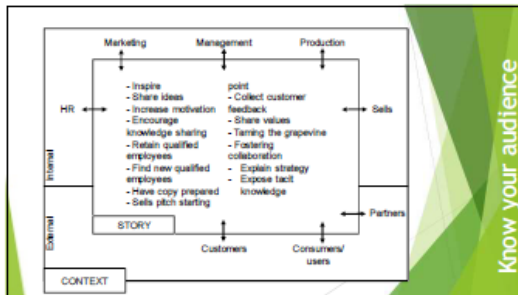 Marketing
Management
Production
HR
- Inspire
- Share ideas
- Increase motivation
- Encourage
knowledge sharing
- Retain qualified
employees
- Find new qualified
employees
- Have copy prepared
- Sells pitch starting
point
- Collect customer
feedback
- Share values
- Taming the grapevine
- Fostering
collaboration
- Explain strategy
- Expose tacit
knowledge
Sells
Internal
External
Partners
STORY
Customers
Consumers/
users
CONTEXT
Know your audience